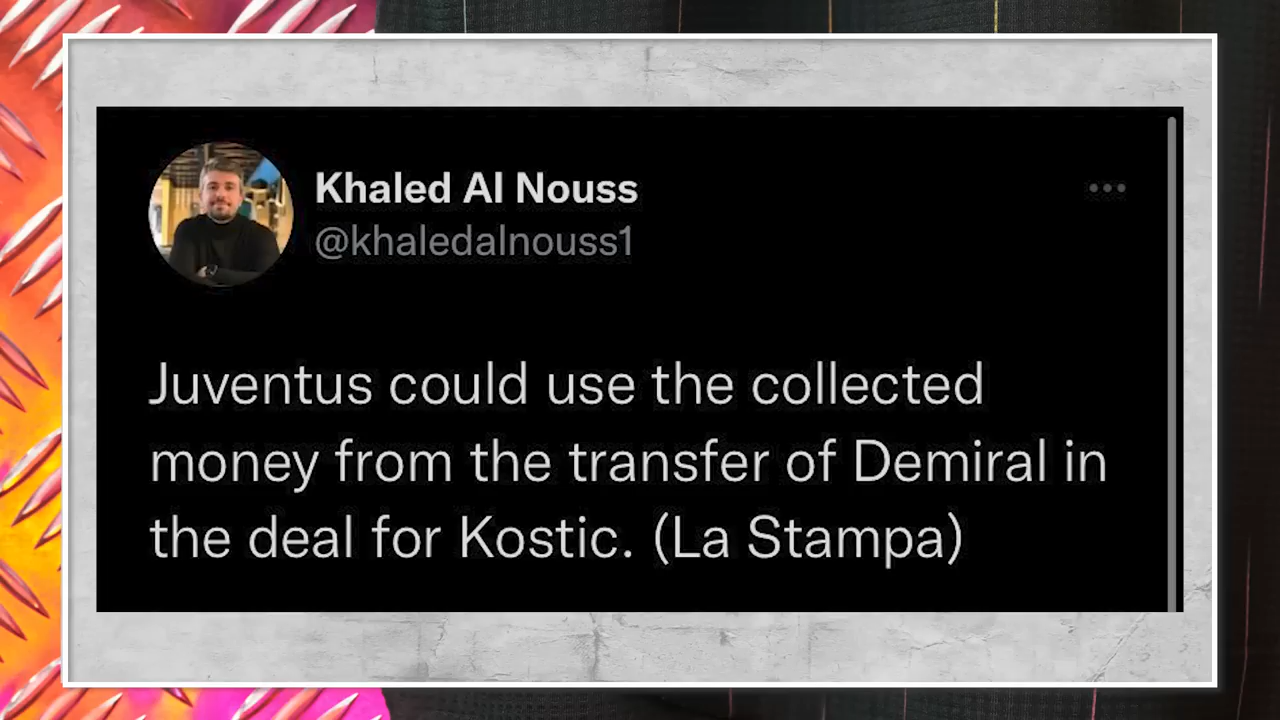 Khaled Al Nouss
@khaledalnouss1
Juventus could use the collected
money from the transfer of Demiral in
the deal for Kostic. (La Stampa)